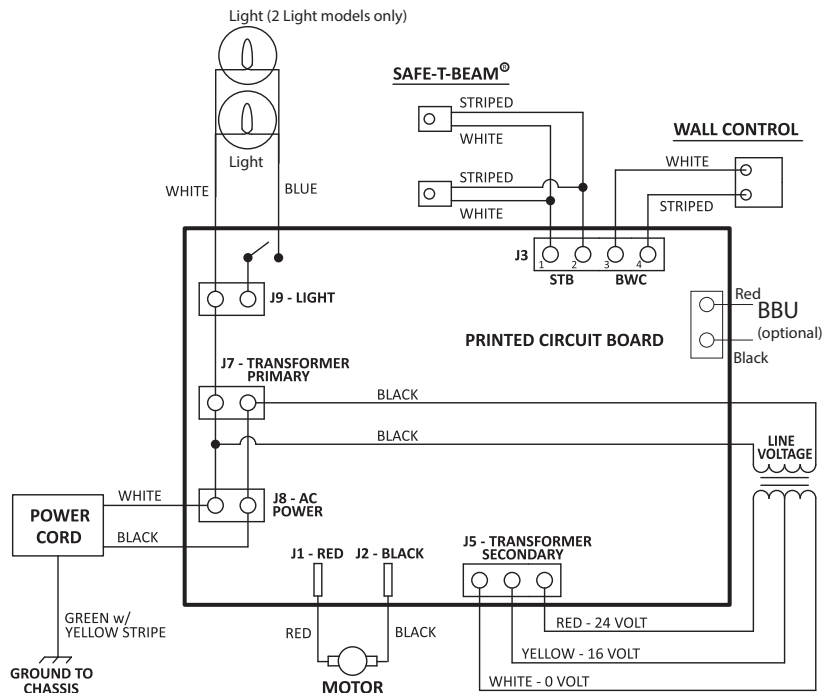 Light (2 Light models only)
Light
WHITE
BLUE
SAFE-T-BEAM®
STRIPED
WHITE
STRIPED
WHITE
WALL CONTROL
WHITE
STRIPED
J3
1 2 3 4
STB BWC
J9 - LIGHT
PRINTED CIRCUIT BOARD
Red
BBU
(optional)
Black
J7 - TRANSFORMER
PRIMARY
BLACK
BLACK
LINE
VOLTAGE
J8 - AC
POWER
WHITE
BLACK
POWER
CORD
GREEN w/
YELLOW STRIPE
GROUND TO
CHASSIS
J1 - RED J2 - BLACK
RED
BLACK
MOTOR
J5 - TRANSFORMER
SECONDARY
RED - 24 VOLT
YELLOW - 16 VOLT
WHITE - 0 VOLT